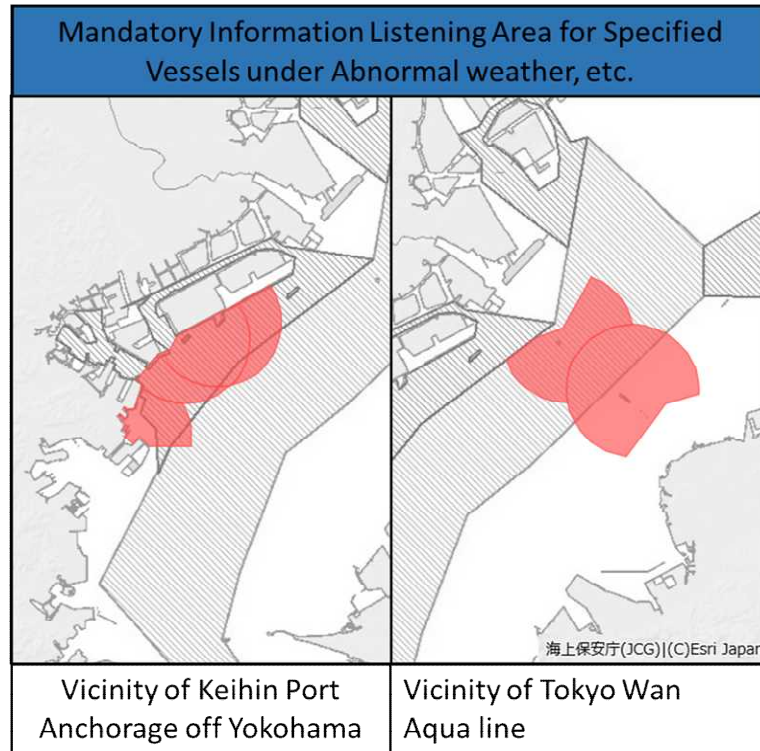 Mandatory Information Listening Area for Specified
Vessels under Abnormal weather, etc.
海上保安庁(JCG)|(C)Esri Japan
Vicinity of Keihin Port
Anchorage off Yokohama
Vicinity of Tokyo Wan
Aqua line